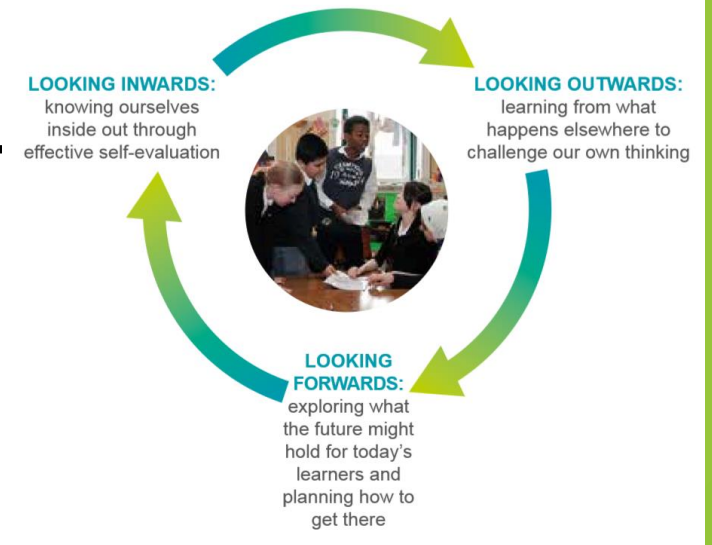 LOOKING INWARDS:
knowing ourselves
inside out through
effective self-evaluation
LOOKING OUTWARDS:
learning from what
happens elsewhere to
challenge our own thinking
LOOKING
FORWARDS:
exploring what
the future might
hold for today's
learners and
planning how to
get there